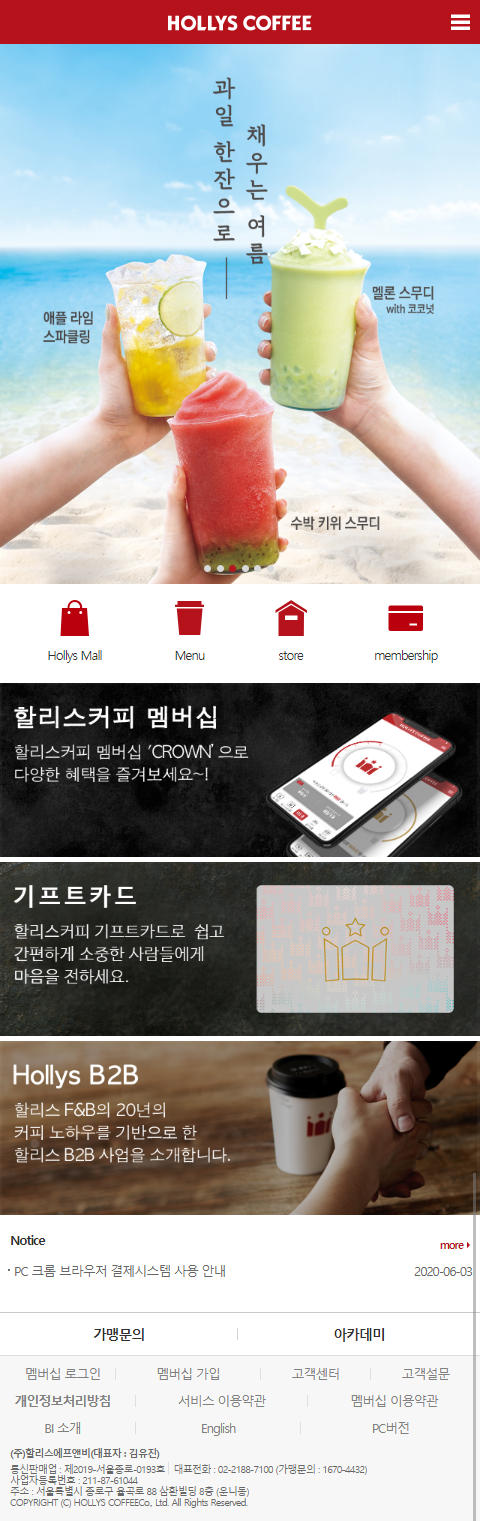 HOLLYS COFFEE
과일 한잔으로
채우는 여름
애플 라임
스파클링
멜론 스무디
with 코코넛
수박 키위 스무디
Hollys Mall
Menu
store
membership
할리스커피 멤버십
할리스커피 멤버십 'CROWN' 으로
다양한 혜택을 즐겨보세요~!
기프트카드
할리스커피 기프트카드로 쉽고
간편하게 소중한 사람들에게
마음을 전하세요.
Hollys B2B
할리스 F&B의 20년의
커피 노하우를 기반으로 한
할리스 B2B 사업을 소개합니다.
Notice
more
· PC 크롬 브라우저 결제시스템 사용 안내 2020-06-03
가맹문의 아카데미
멤버십 로그인 멤버십 가입 고객센터 고객설문
개인정보처리방침 서비스 이용약관 멤버십 이용약관
BI 소개 English PC버전
(주)할리스에프앤비(대표자 : 김유진)
통신판매업 : 제2019-서울종로-0193호 대표전화 : 02-2188-7100 (가맹문의 : 1670-4432)
사업자등록번호 : 211-87-61044
주소 : 서울특별시 종로구 율곡로 88 삼환빌딩 8층 (운니동)
COPYRIGHT (C) HOLLYS COFFEECo., Ltd. All Rights Reserved.